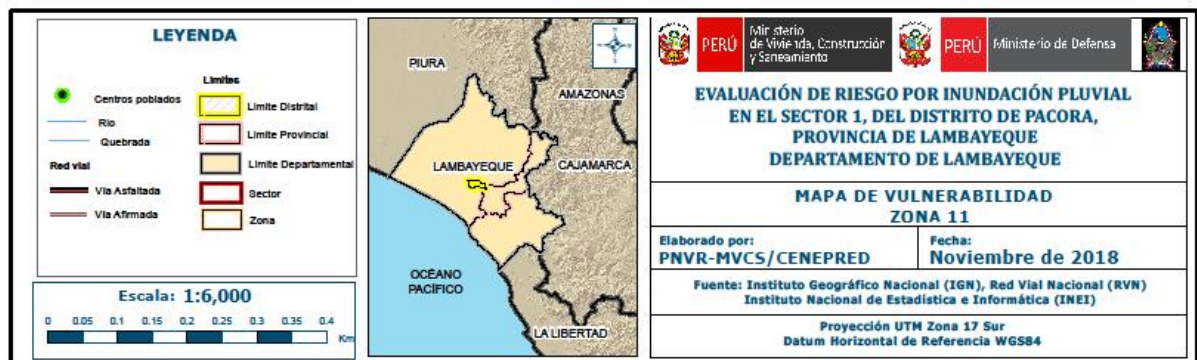 LEYENDA
Centros poblados
Río
Quebrada
Red vial
Vía Asfaltada
Vía Afirmada
Limites
Limite Distrital
Limite Provincial
Limite Departamental
Sector
Zona
Escala: 1:6,000
0 0.05 0.1 0.15 0.2 0.25 0.3 0.35 0.4
Km
PIURA
AMAZONAS
LAMBAYEQUE
CAJAMARCA
OCÉANO
PACÍFICO
LA LIBERTAD
PERÚ
Ministerio
de Vivienda, Construcción
y Saneamiento
PERÚ
Ministerio de Defensa
EVALUACIÓN DE RIESGO POR INUNDACIÓN PLUVIAL
EN EL SECTOR 1, DEL DISTRITO DE PACORA,
PROVINCIA DE LAMBAYEQUE
DEPARTAMENTO DE LAMBAYEQUE
MAPA DE VULNERABILIDAD
ZONA 11
Elaborado por:
PNVR-MVCS/CENEPRED
Fecha:
Noviembre de 2018
Fuente: Instituto Geográfico Nacional (IGN), Red Vial Nacional (RVN)
Instituto Nacional de Estadística e Informática (INEI)
Proyección UTM Zona 17 Sur
Datum Horizontal de Referencia WGS84